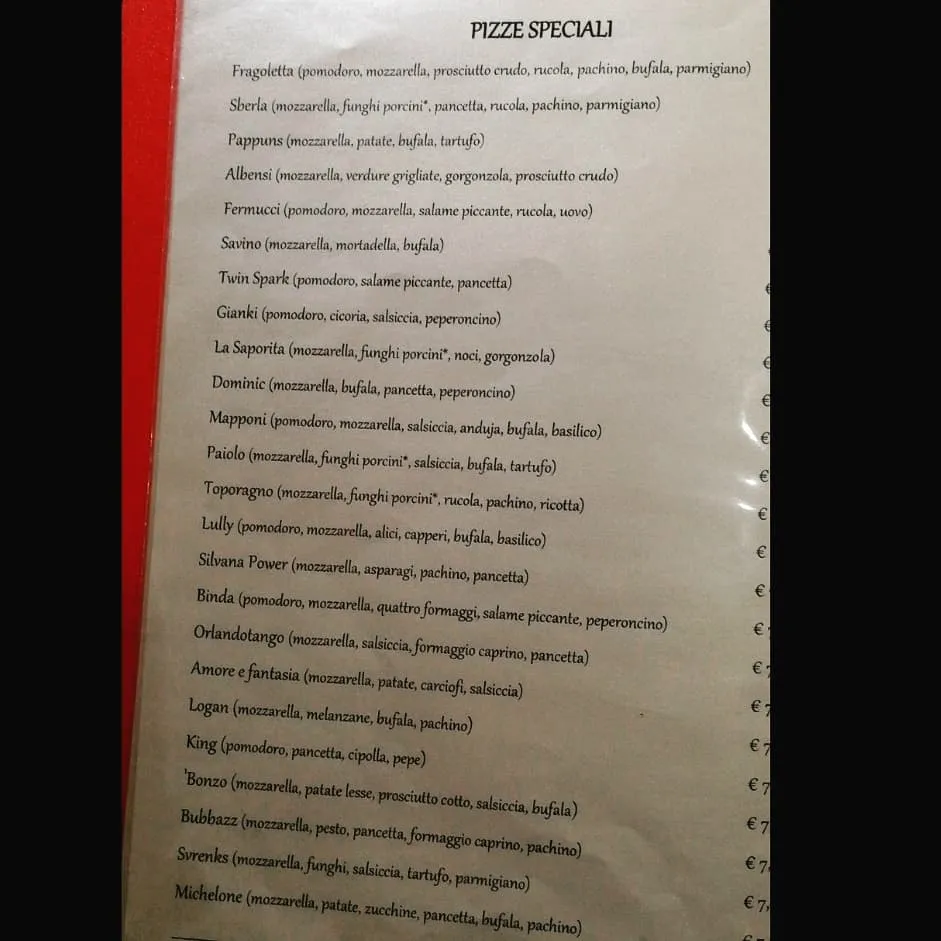 PIZZE SPECIALI
Fragoletta (pomodoro, mozzarella, prosciutto crudo, rucola, pachino, bufala, parmigiano)
Sberla (mozzarella, funghi porcini*, pancetta, rucola, pachino, parmigiano)
Pappuns (mozzarella, patate, bufala, tartufo)
Albensi (mozzarella, verdure grigliate, gorgonzola, prosciutto crudo)
Fermucci (pomodoro, mozzarella, salame piccante, rucola, uovo)
Savino (mozzarella, mortadella, bufala)
Twin Spark (pomodoro, salame piccante, pancetta) €
Gianki (pomodoro, cicoria, salsiccia, peperoncino) €
La Saporita (mozzarella, funghi porcini*, noci, gorgonzola) €
Dominic (mozzarella, bufala, pancetta, peperoncino) €
Mapponi (pomodoro, mozzarella, salsiccia, anduja, bufala, basilico) €
Paiolo (mozzarella, funghi porcini*, salsiccia, bufala, tartufo) €
Toporagno (mozzarella, funghi porcini*, rucola, pachino, ricotta) €
Lully (pomodoro, mozzarella, alici, capperi, bufala, basilico) €
Silvana Power (mozzarella, asparagi, pachino, pancetta) €
Binda (pomodoro, mozzarella, quattro formaggi, salame piccante, peperoncino) €
Orlandotango (mozzarella, salsiccia, formaggio caprino, pancetta) € 7
Amore e fantasia (mozzarella, patate, carciofi, salsiccia) € 7
Logan (mozzarella, melanzane, bufala, pachino) € 7
King (pomodoro, pancetta, cipolla, pepe) € 7
'Bonzo (mozzarella, patate lesse, prosciutto cotto, salsiccia, bufala) € 7
Bubbazz (mozzarella, pesto, pancetta, formaggio caprino, pachino) € 7,
Svrenks (mozzarella, funghi, salsiccia, tartufo, parmigiano) € 7,
Michelone (mozzarella, patate, zucchine, pancetta, bufala, pachino)